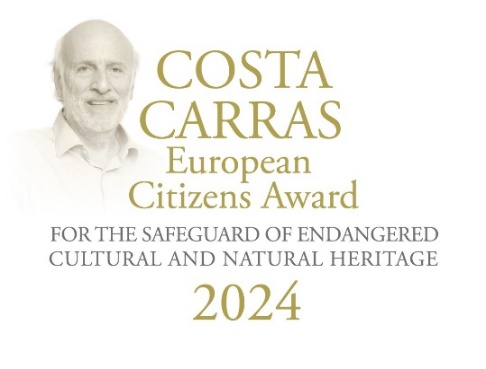 COSTA
CARRAS
European
Citizens Award
FOR THE SAFEGUARD OF ENDANGERED
CULTURAL AND NATURAL HERITAGE
2024